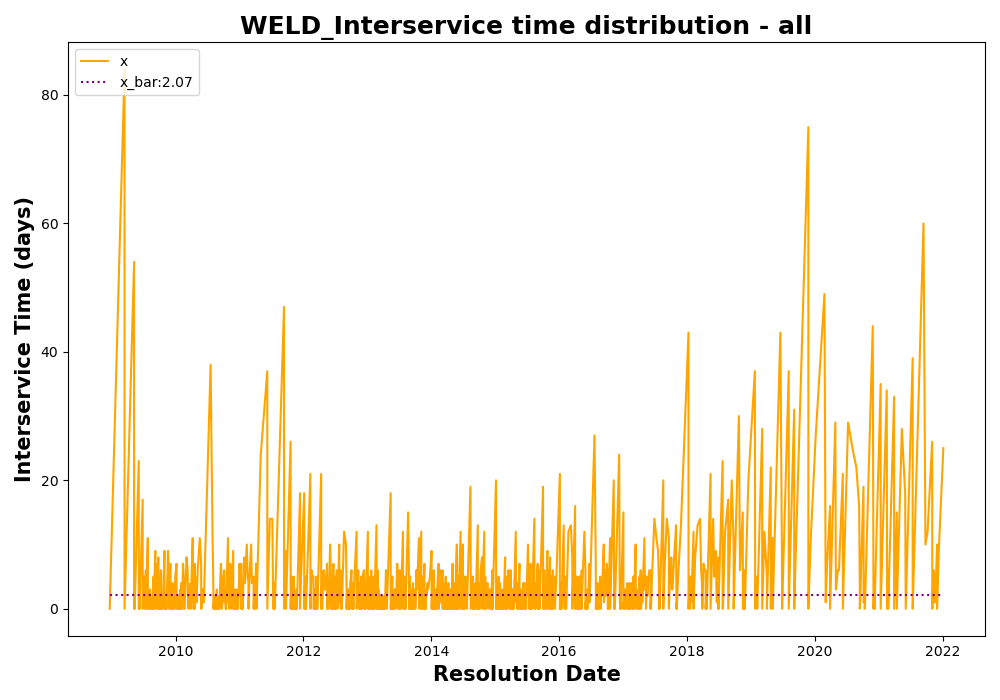 WELD_Interservice time distribution - all
x
x_bar:2.07
80
60
40
20
0
Interservice Time (days)
2010 2012 2014 2016 2018 2020 2022
Resolution Date